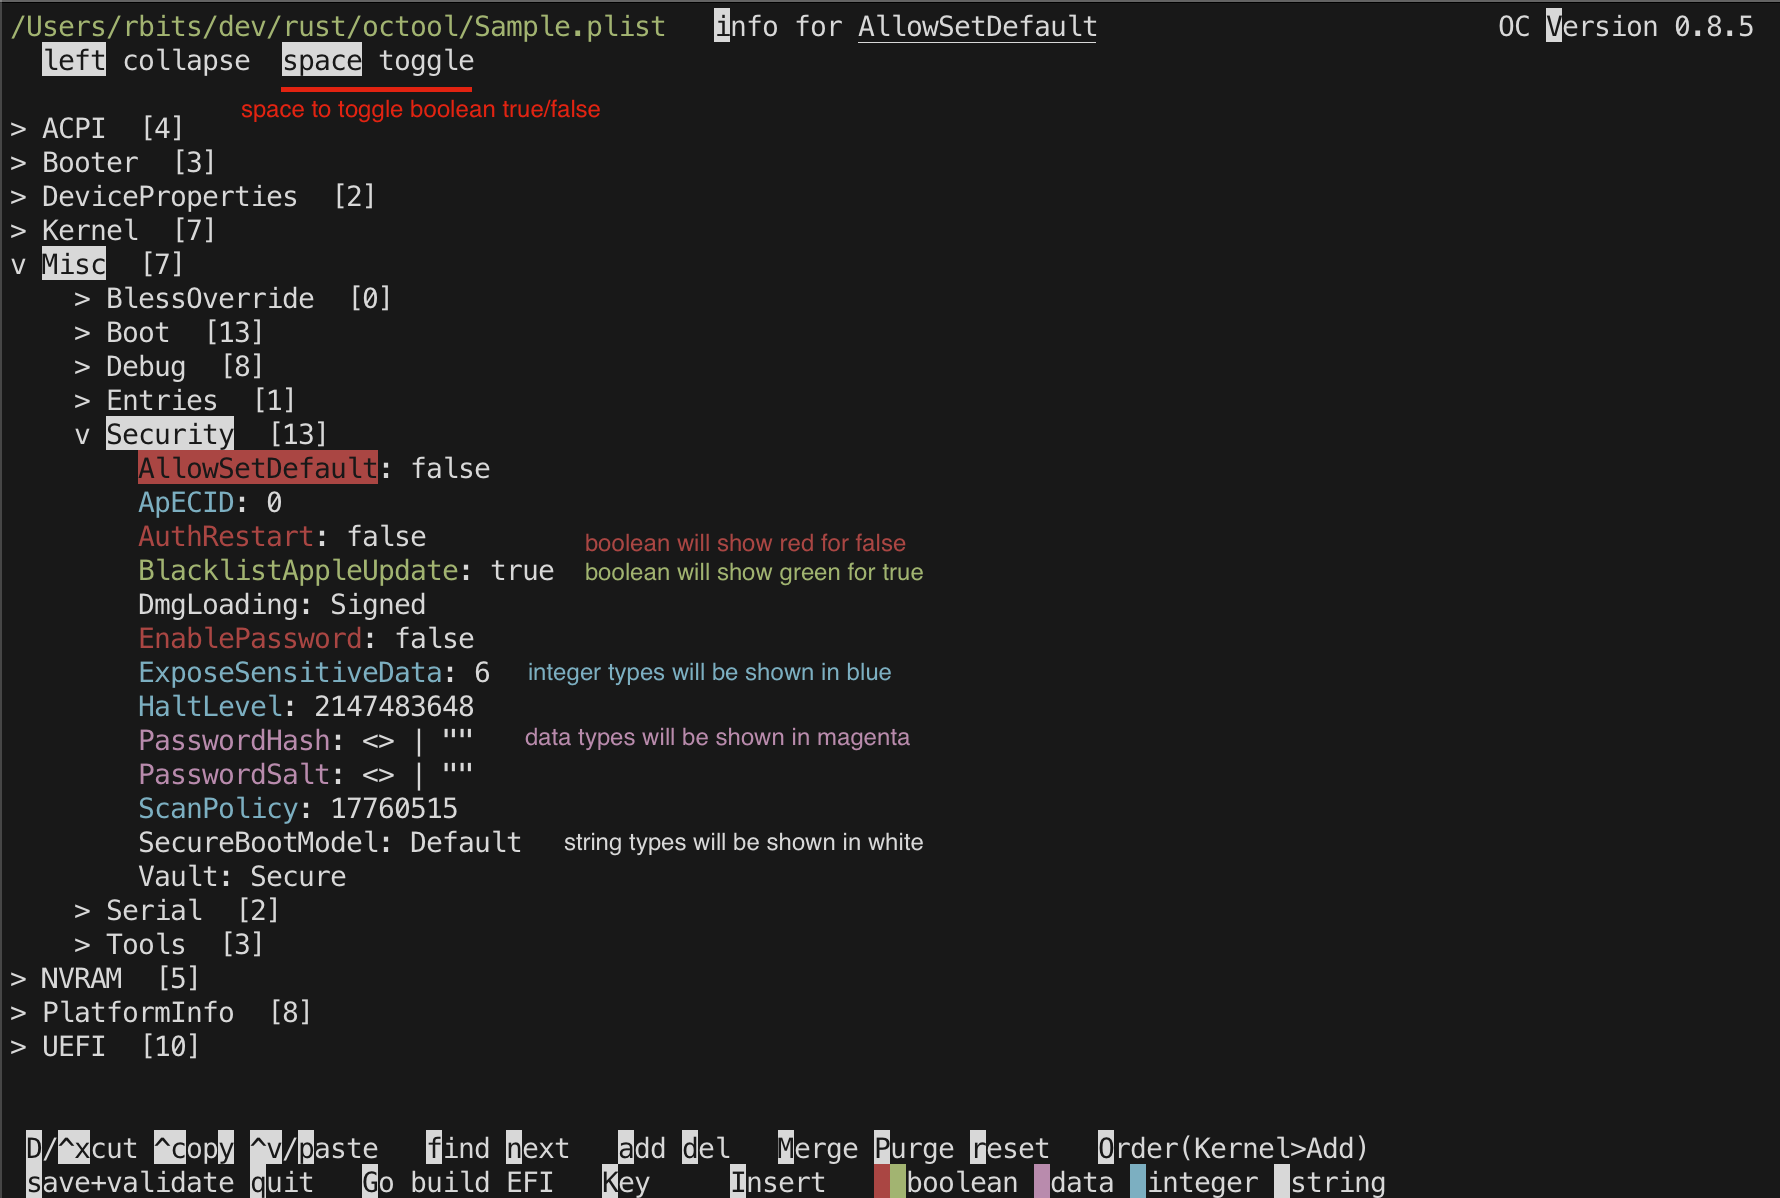 /Users/rbits/dev/rust/octool/Sample.plist   info for AllowSetDefault   OC Version 0.8.5
left collapse  space toggle
space to toggle boolean true/false
> ACPI  [4]
> Booter  [3]
> DeviceProperties  [2]
> Kernel  [7]
v Misc  [7]
> BlessOverride  [0]
> Boot  [13]
> Debug  [8]
> Entries  [1]
v Security  [13]
AllowSetDefault: false
ApECID: 0
AuthRestart: false   boolean will show red for false
BlacklistAppleUpdate: true   boolean will show green for true
DmgLoading: Signed
EnablePassword: false
ExposeSensitiveData: 6   integer types will be shown in blue
HaltLevel: 2147483648
PasswordHash: <> | ""   data types will be shown in magenta
PasswordSalt: <> | ""
ScanPolicy: 17760515
SecureBootModel: Default   string types will be shown in white
Vault: Secure
> Serial  [2]
> Tools  [3]
> NVRAM  [5]
> PlatformInfo  [8]
> UEFI  [10]
D/^xcut ^copy ^v/paste   find next   add del   Merge Purge reset   Order(Kernel>Add)
save+validate quit   Go build EFI   Key     Insert   boolean data integer string